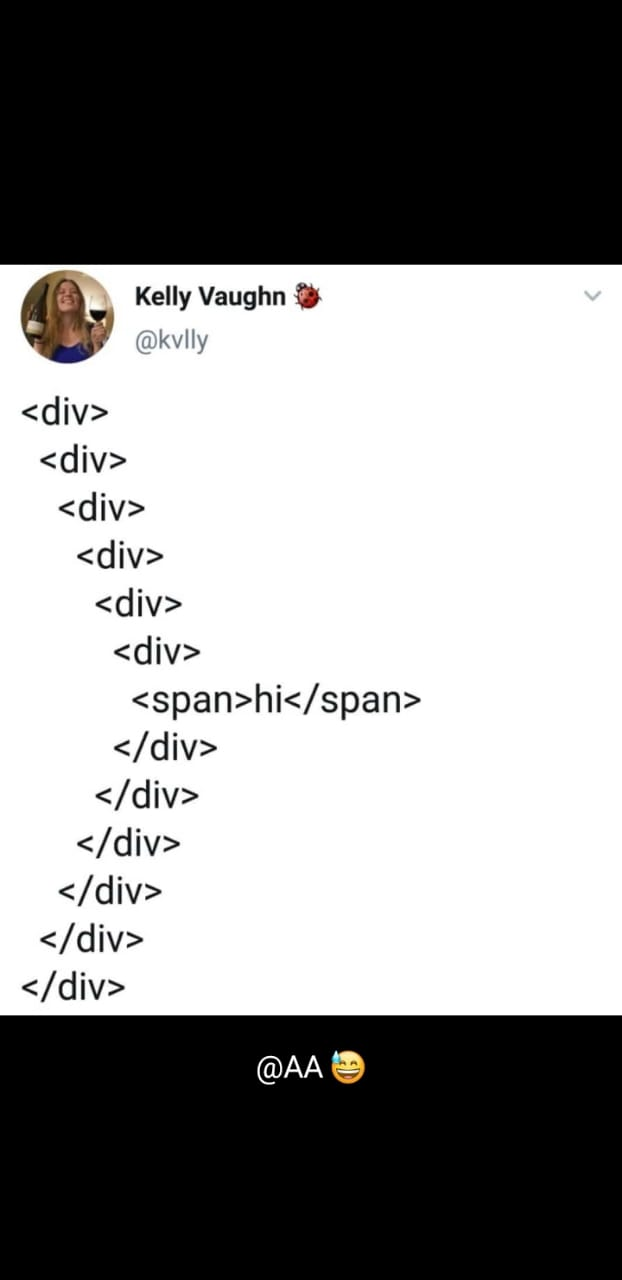 Kelly Vaughn 🐞
@kvlly
<div>
<div>
<div>
<div>
<div>
<div>
<span>hi</span>
</div>
</div>
</div>
</div>
</div>
</div>
@AA 😅